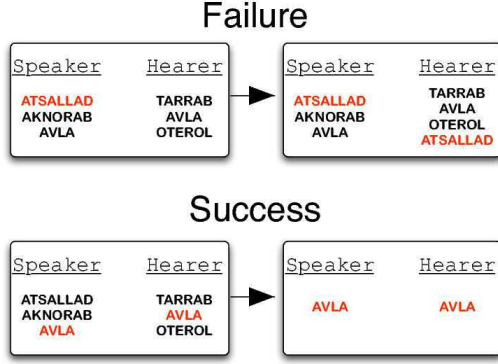 Failure
Speaker Hearer
ATSALLAD TARRAB
AKNORAB AVLA
AVLA OTEROL
Speaker Hearer
ATSALLAD TARRAB
AKNORAB AVLA
AVLA OTEROL
ATSALLAD
Success
Speaker Hearer
ATSALLAD TARRAB
AKNORAB AVLA
AVLA OTEROL
Speaker Hearer
AVLA AVLA